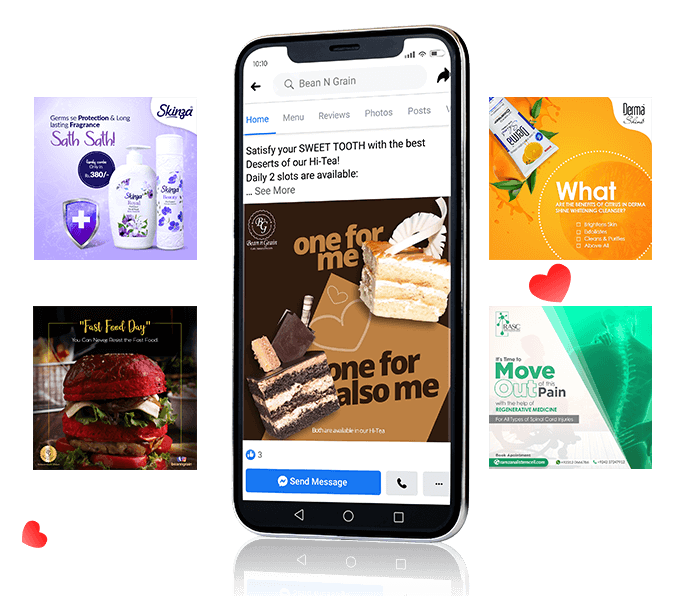 Germs se Protection & Long
lasting Fragrance
Sath Sath!
Skinza
Only in
Rs.380/-
Skinza
Royal
Skinza
Beauty
10:10
Bean N Grain
Home
Menu
Reviews
Photos
Posts
Satisfy your SWEET TOOTH with the best
Deserts of our Hi-Tea!
Daily 2 slots are available:
... See More
BG
Bean n Grain
one for
me
one for
also me
Both are available in our Hi-Tea
3
Send Message
Derma
Shine
Derma
What
ARE THE BENEFITS OF CITRUS IN DERMA
SHINE WHITENING CLEANSER?
Brightens Skin
Exfoliates
Cleans & Purifies
Above All
"Fast Food Day"
You Can Never Resist the Fast Food
RASC
It's Time to
Move
Out of this
Pain
with the help of
REGENERATIVE MEDICINE
For All Types of Spinal Cord Injuries
Book Appointment